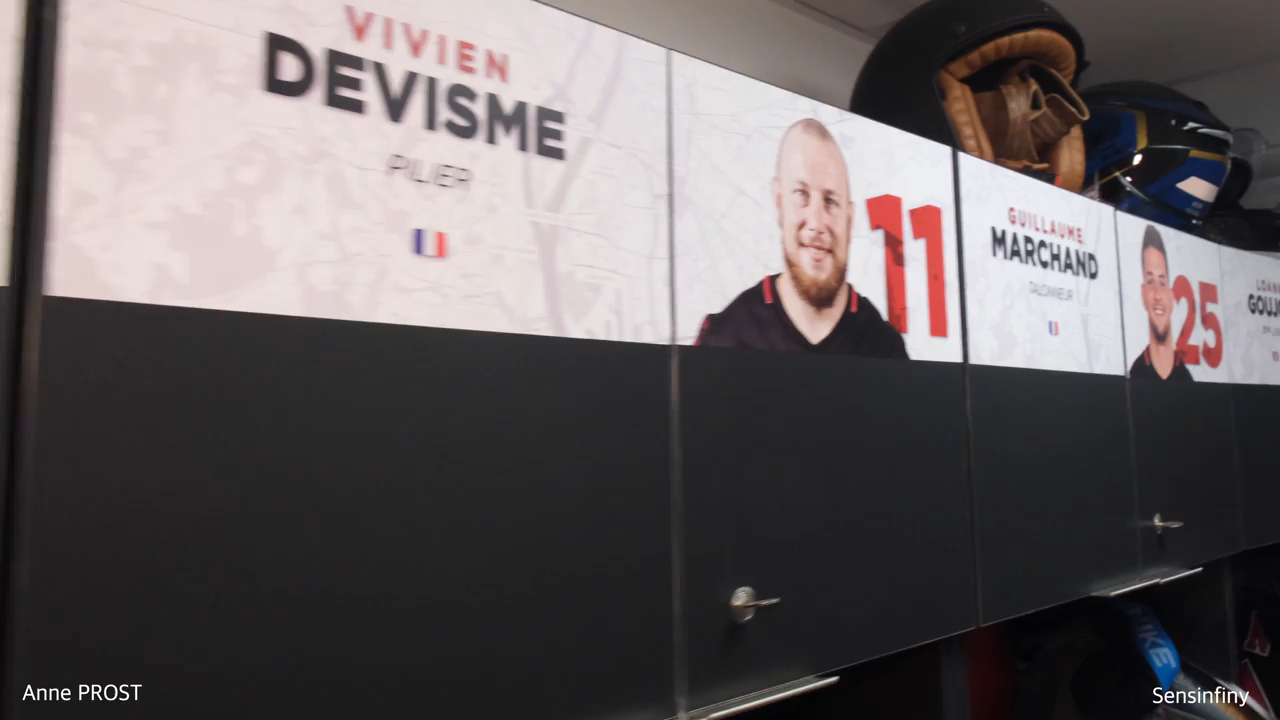 VIVIEN
DEVISME
PILIER
11
GUILLAUME
MARCHAND
TALONNEUR
25
Anne PROST
Sensinfiny